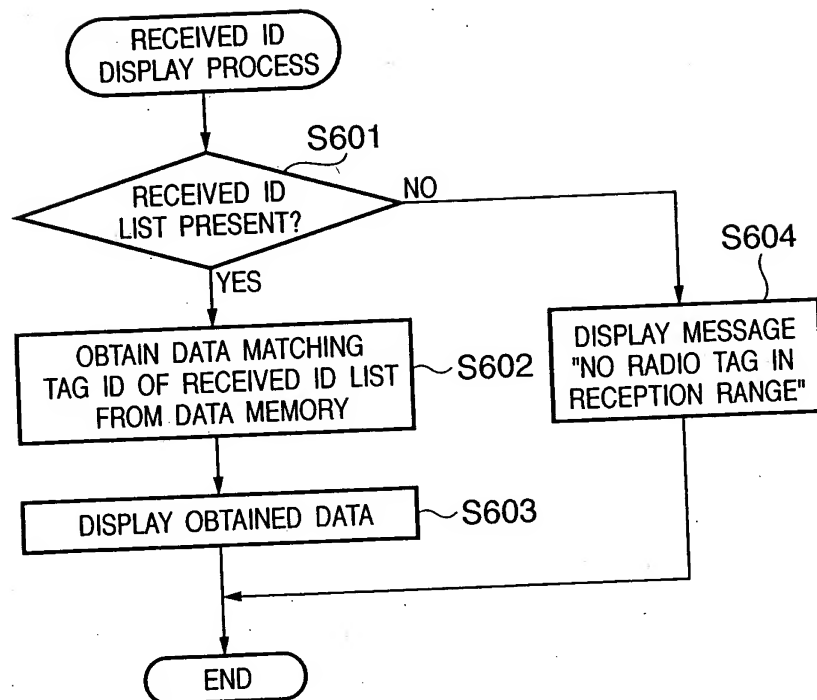 RECEIVED ID
DISPLAY PROCESS
S601
RECEIVED ID
LIST PRESENT?
NO
YES
S604
OBTAIN DATA MATCHING
TAG ID OF RECEIVED ID LIST
FROM DATA MEMORY
S602
DISPLAY MESSAGE
"NO RADIO TAG IN
RECEPTION RANGE"
DISPLAY OBTAINED DATA
S603
END